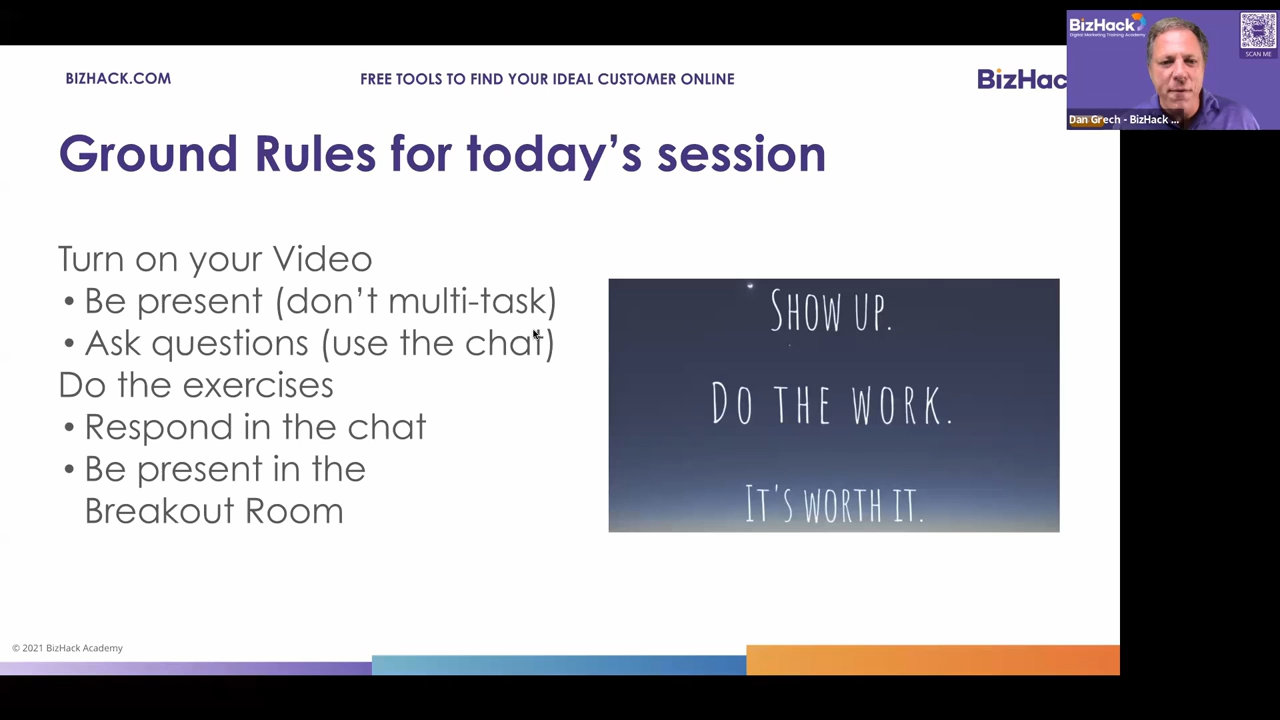 BIZHACK.COM
FREE TOOLS TO FIND YOUR IDEAL CUSTOMER ONLINE
BizHac
BizHack
Digital Marketing Training Academy
SCAN ME
Dan Grech - BizHack ...
Ground Rules for today's session
Turn on your Video
• Be present (don't multi-task)
• Ask questions (use the chat)
Do the exercises
• Respond in the chat
• Be present in the
Breakout Room
SHOW UP.
DO THE WORK.
IT'S WORTH IT.
© 2021 BizHack Academy